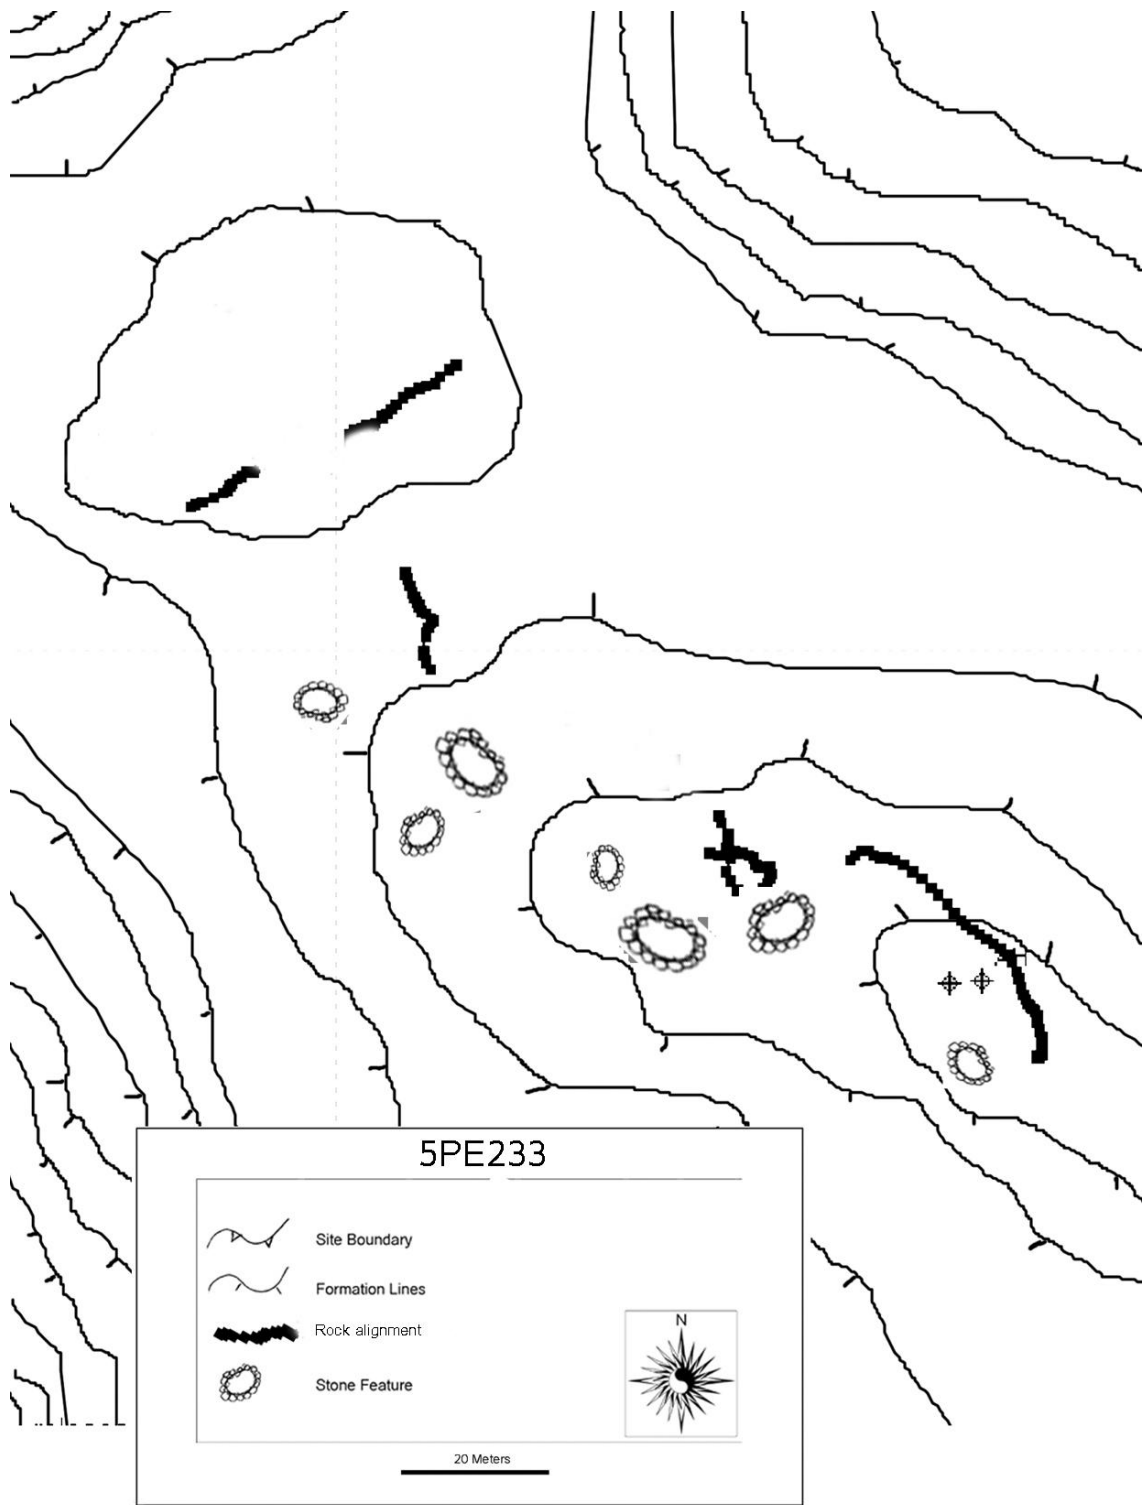 5PE233
Site Boundary
Formation Lines
Rock alignment
Stone Feature
N
20 Meters